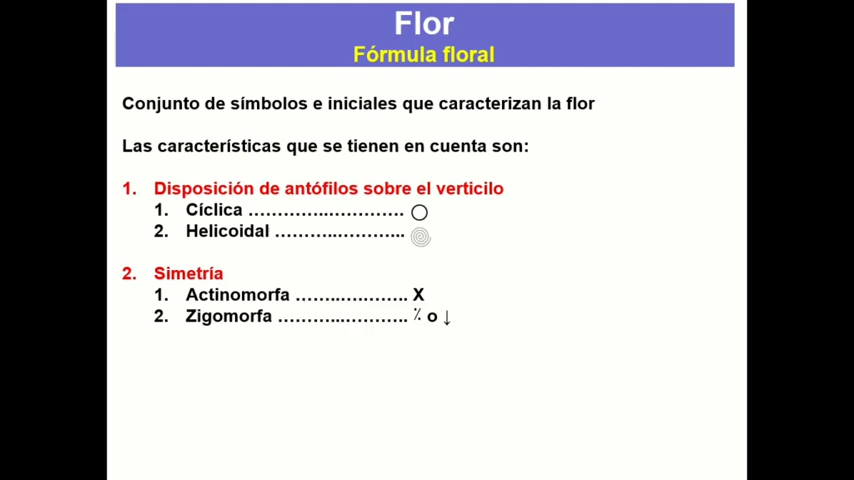 Flor
Fórmula floral
Conjunto de símbolos e iniciales que caracterizan la flor
Las características que se tienen en cuenta son:
1. Disposición de antófilos sobre el verticilo
1. Cíclica …………..…………. ○
2. Helicoidal ………..………...
2. Simetría
1. Actinomorfa ……..….…….. X
2. Zigomorfa ………...……….. ٪ o ↓